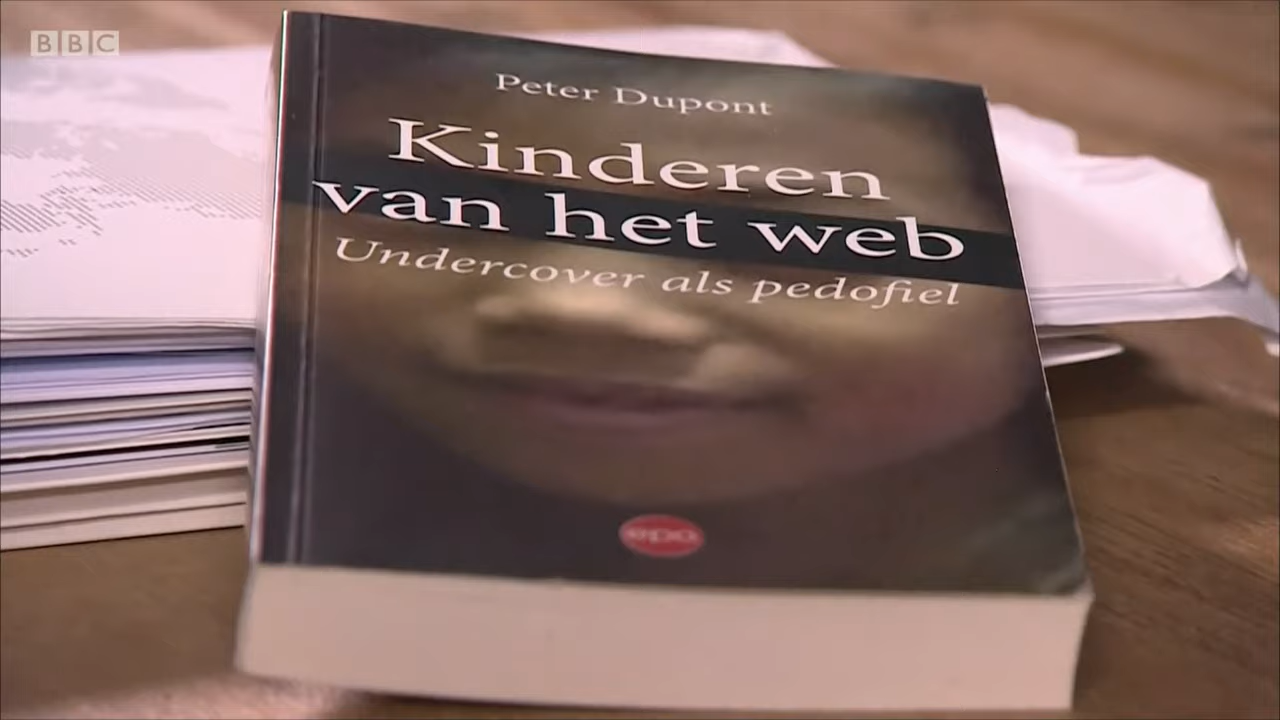 BBC
Peter Dupont
Kinderen
van het web
Undercover als pedofiel
epo